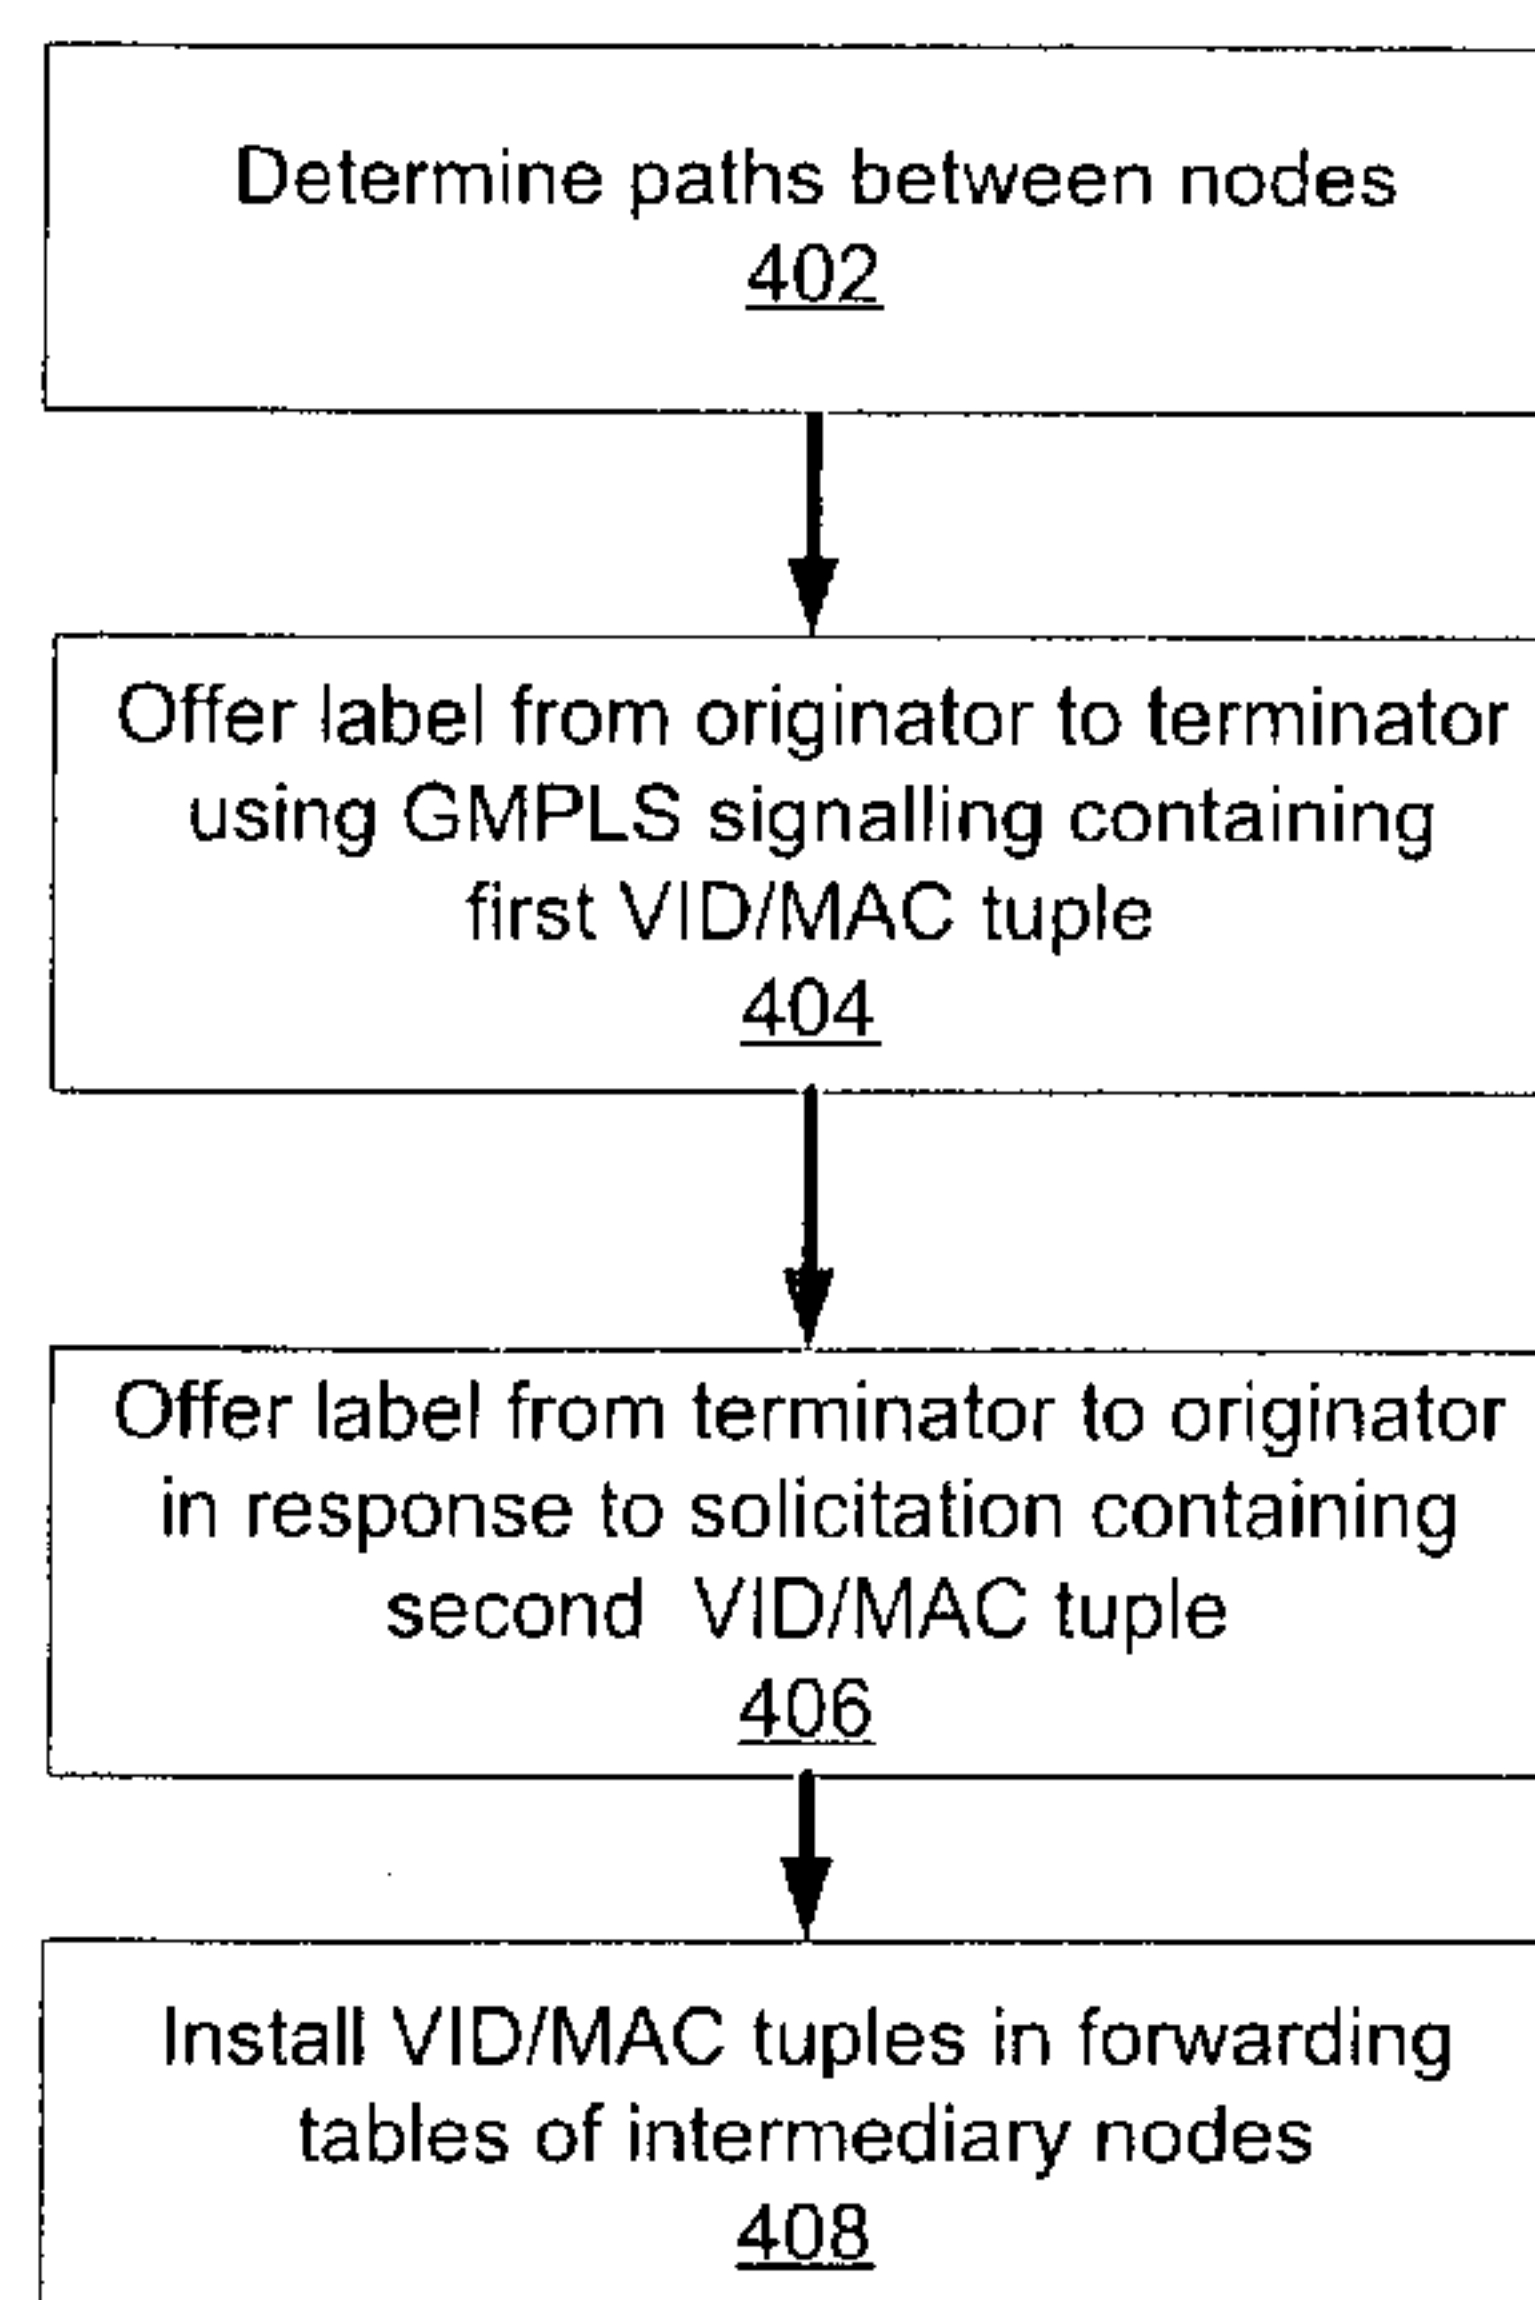 Determine paths between nodes
402
Offer label from originator to terminator
using GMPLS signalling containing
first VID/MAC tuple
404
Offer label from terminator to originator
in response to solicitation containing
second VID/MAC tuple
406
Install VID/MAC tuples in forwarding
tables of intermediary nodes
408